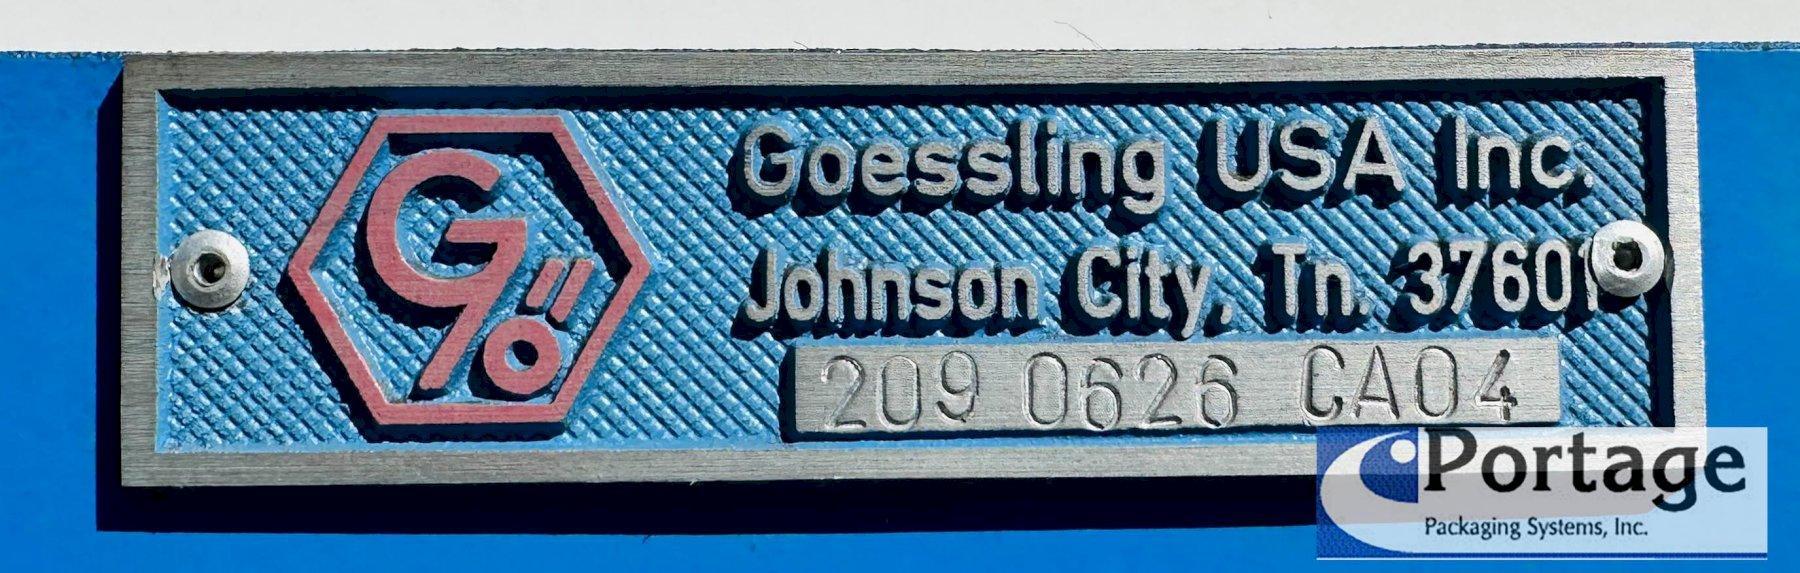 Goessling USA Inc.
Johnson City, Tn. 37601
209 0626 CA04
Portage
Packaging Systems, Inc.